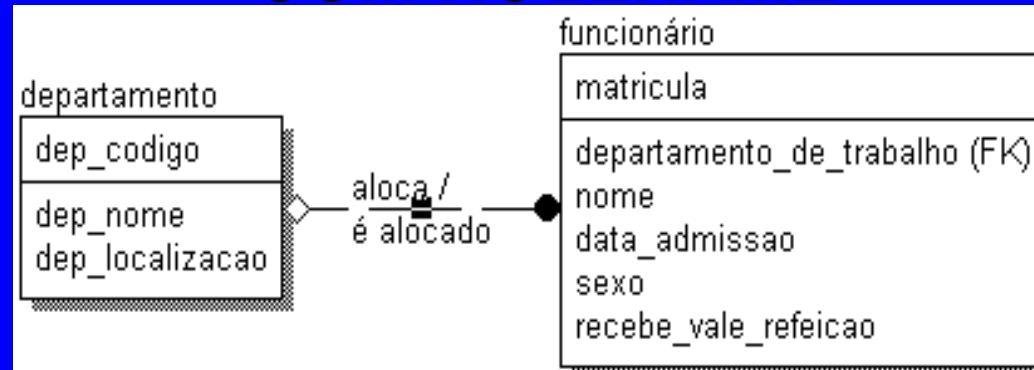 departamento
dep_codigo
dep_nome
dep_localizacao
aloca /
é alocado
funcionário
matricula
departamento_de_trabalho (FK)
nome
data_admissao
sexo
recebe_vale_refeicao